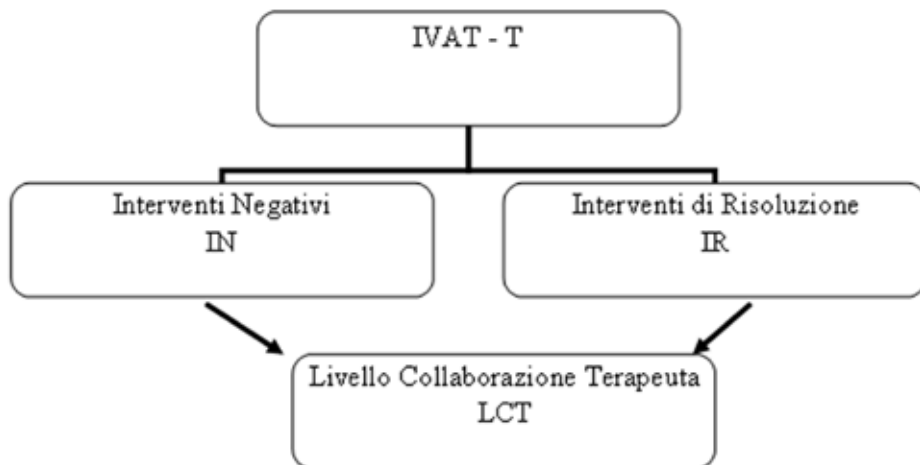 IVAT - T
Interventi Negativi
IN
Interventi di Risoluzione
IR
Livello Collaborazione Terapeuta
LCT